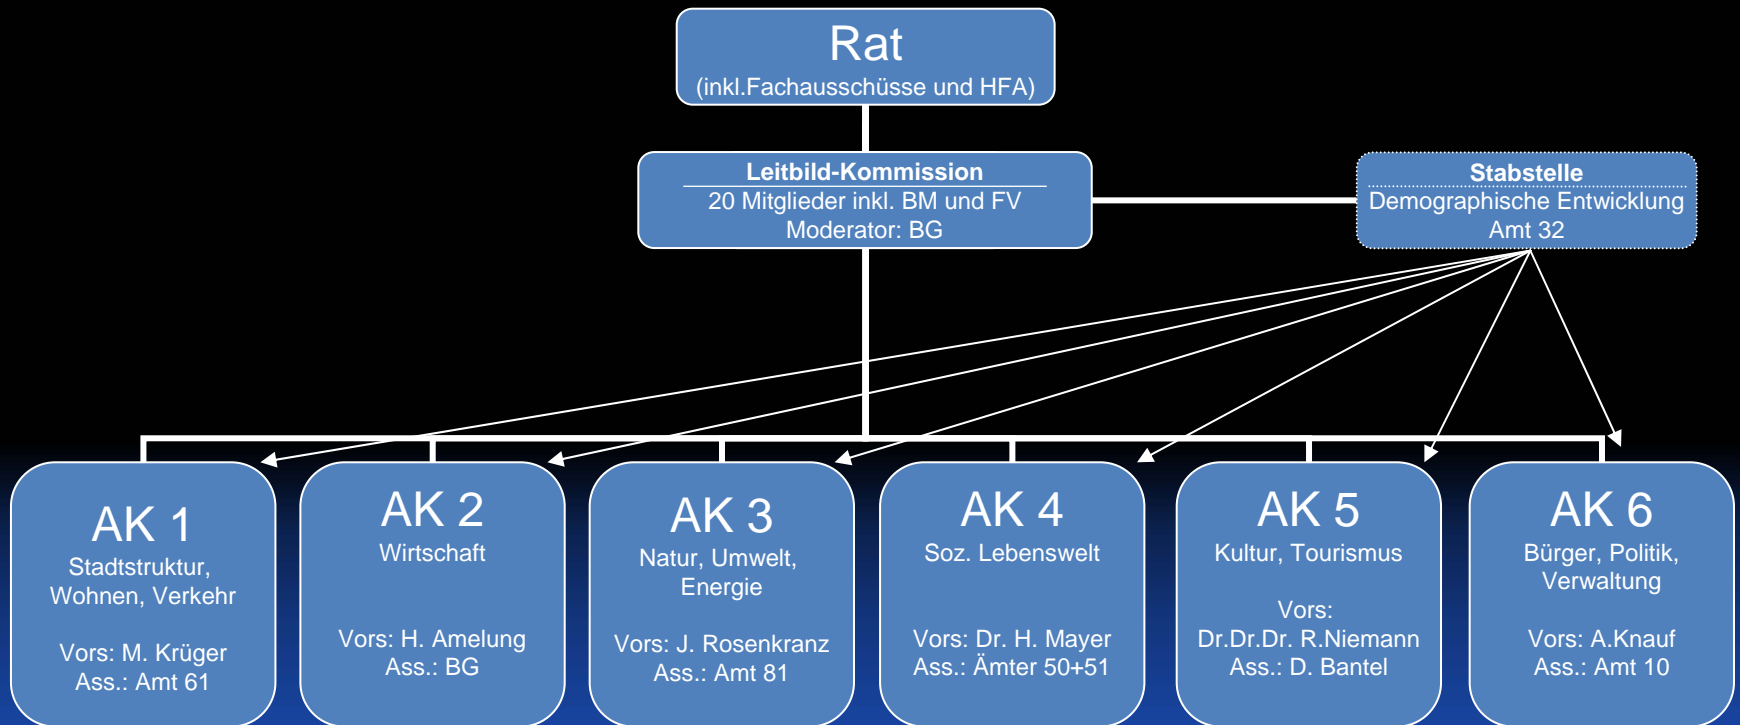 Rat
(inkl.Fachausschüsse und HFA)
Leitbild-Kommission
20 Mitglieder inkl. BM und FV
Moderator: BG
Stabstelle
Demographische Entwicklung
Amt 32
AK 1
Stadtstruktur,
Wohnen, Verkehr
Vors: M. Krüger
Ass.: Amt 61
AK 2
Wirtschaft
Vors: H. Amelung
Ass.: BG
AK 3
Natur, Umwelt,
Energie
Vors: J. Rosenkranz
Ass.: Amt 81
AK 4
Soz. Lebenswelt
Vors: Dr. H. Mayer
Ass.: Ämter 50+51
AK 5
Kultur, Tourismus
Vors:
Dr.Dr.Dr. R.Niemann
Ass.: D. Bantel
AK 6
Bürger, Politik,
Verwaltung
Vors: A.Knauf
Ass.: Amt 10